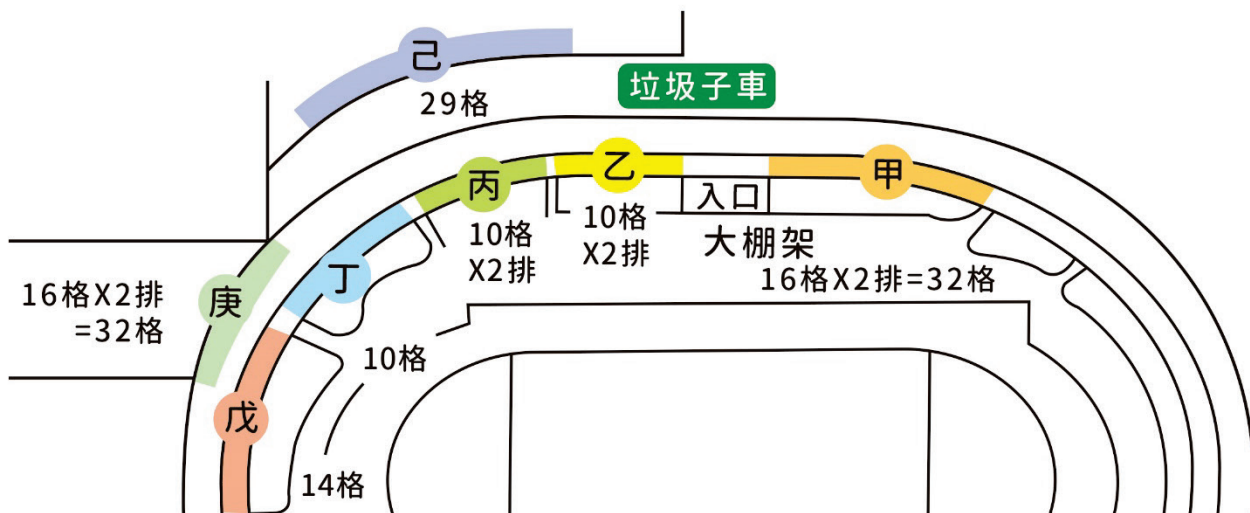 己
29格
垃圾子車
甲
乙
丙
入口
10格
X2排
10格
X2排
大棚架
16格X2排=32格
丁
庚
16格X2排
=32格
10格
戊
14格